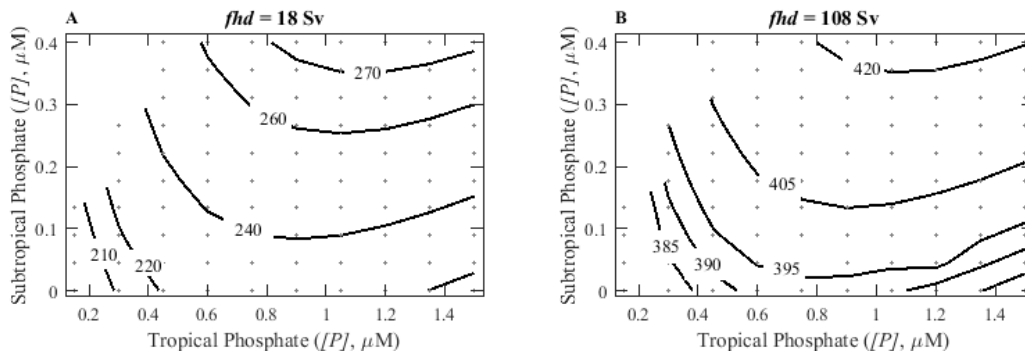 A
fhd = 18 Sv
0.4
0.3
0.2
0.1
0
Subtropical Phosphate ([P], μM)
270
260
240
210
220
0.2 0.4 0.6 0.8 1.0 1.2 1.4
Tropical Phosphate ([P], μM)
B
fhd = 108 Sv
0.4
0.3
0.2
0.1
0
Subtropical Phosphate ([P], μM)
420
405
385
390
395
0.2 0.4 0.6 0.8 1.0 1.2 1.4
Tropical Phosphate ([P], μM)